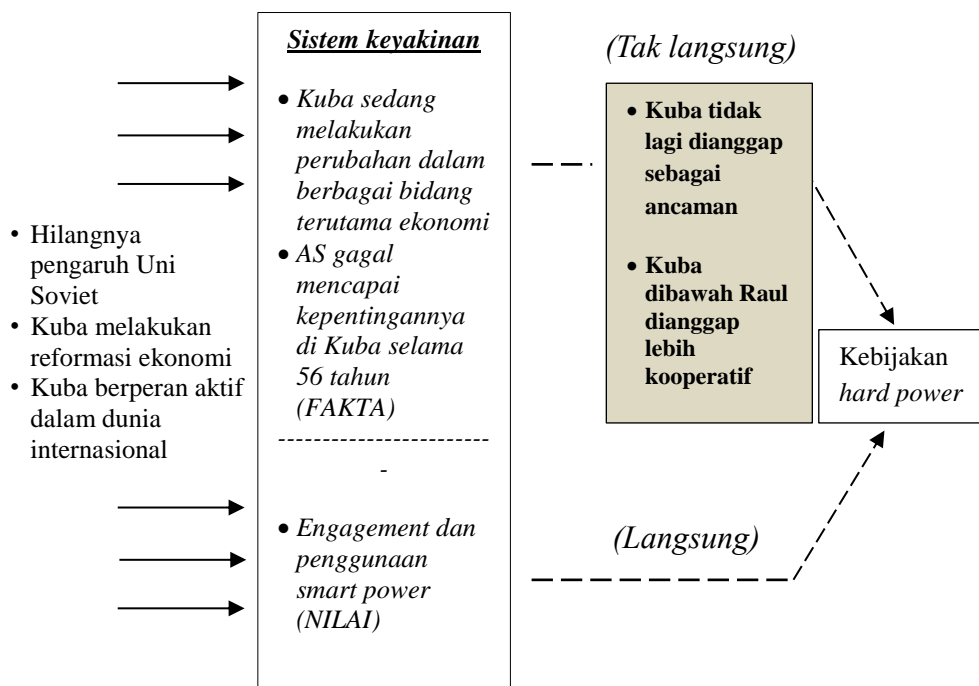 • Hilangnya
pengaruh Uni
Soviet
• Kuba melakukan
reformasi ekonomi
• Kuba berperan aktif
dalam dunia
internasional
Sistem keyakinan
• Kuba sedang
melakukan
perubahan dalam
berbagai bidang
terutama ekonomi
• AS gagal
mencapai
kepentingannya
di Kuba selama
56 tahun
(FAKTA)
-----------------------
-
• Engagement dan
penggunaan
smart power
(NILAI)
(Tak langsung)
• Kuba tidak
lagi dianggap
sebagai
ancaman
• Kuba
dibawah Raul
dianggap
lebih
kooperatif
(Langsung)
Kebijakan
hard power